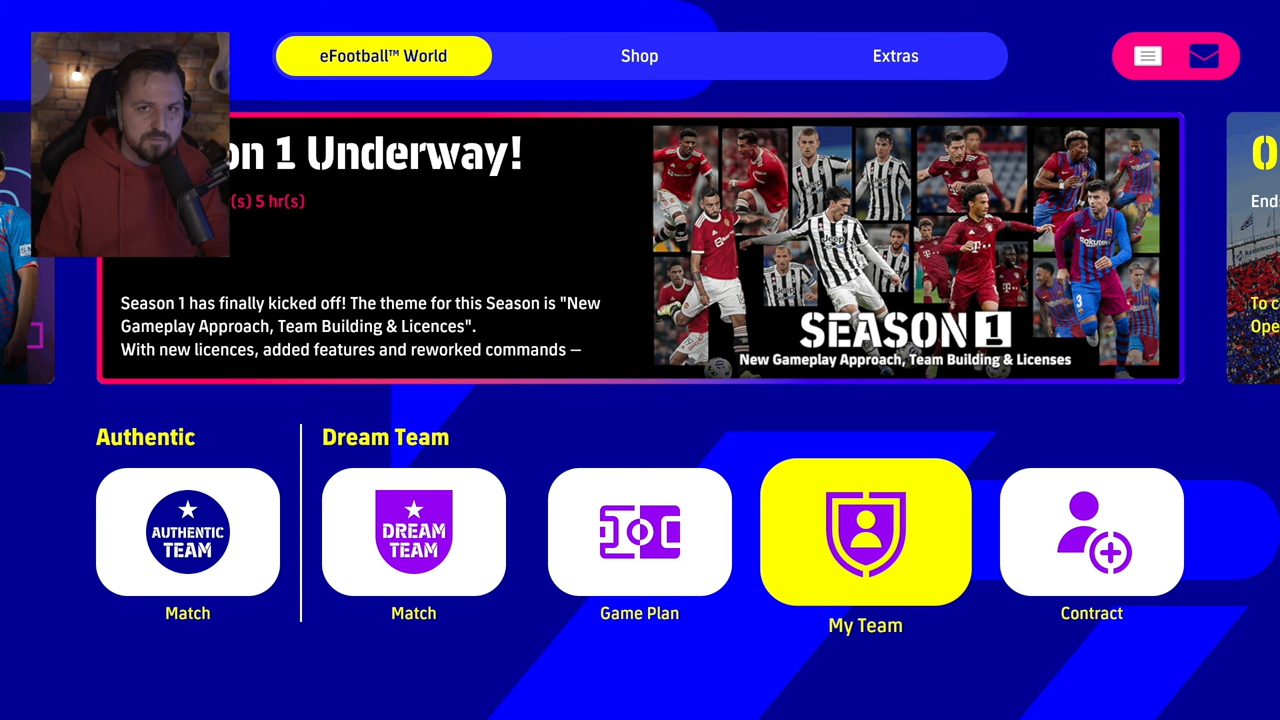 eFootball™ World
Shop
Extras
on 1 Underway!
(s) 5 hr(s)
Season 1 has finally kicked off! The theme for this Season is "New
Gameplay Approach, Team Building & Licences".
With new licences, added features and reworked commands –
SEASON 1
New Gameplay Approach, Team Building & Licenses
Ends
To c
Ope
Authentic
Dream Team
AUTHENTIC
TEAM
DREAM
TEAM
Match
Match
Game Plan
My Team
Contract